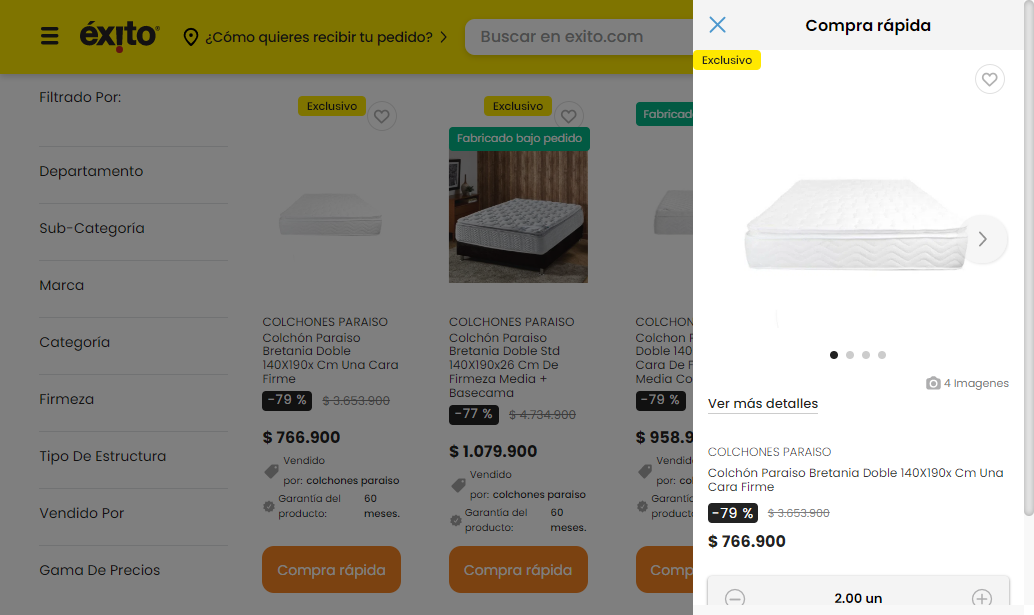 éxito
¿Cómo quieres recibir tu pedido?
Buscar en exito.com
Filtrado Por:
Departamento
Sub-Categoría
Marca
Categoría
Firmeza
Tipo De Estructura
Vendido Por
Gama De Precios
Exclusivo
COLCHONES PARAISO
Colchón Paraiso
Bretania Doble
140X190x Cm Una Cara
Firme
-79 % $ 3.653.900
$ 766.900
Vendido
por: colchones paraiso
Garantía del 60
producto: meses.
Compra rápida
Exclusivo
Fabricado bajo pedido
COLCHONES PARAISO
Colchón Paraiso
Bretania Doble Std
140X190x26 Cm De
Firmeza Media +
Basecama
-77 % $ 4.734.900
$ 1.079.900
Vendido
por: colchones paraiso
Garantía del 60
producto: meses.
Compra rápida
Fabricad
COLCHON
Colchon P
Doble 140
Cara De F
Media Co
-79 %
$ 958.9
Vendid
por: co
Garantí
product
Comp
Compra rápida
Exclusivo
4 Imagenes
Ver más detalles
COLCHONES PARAISO
Colchón Paraiso Bretania Doble 140X190x Cm Una
Cara Firme
-79 % $ 3.653.900
$ 766.900
2.00 un